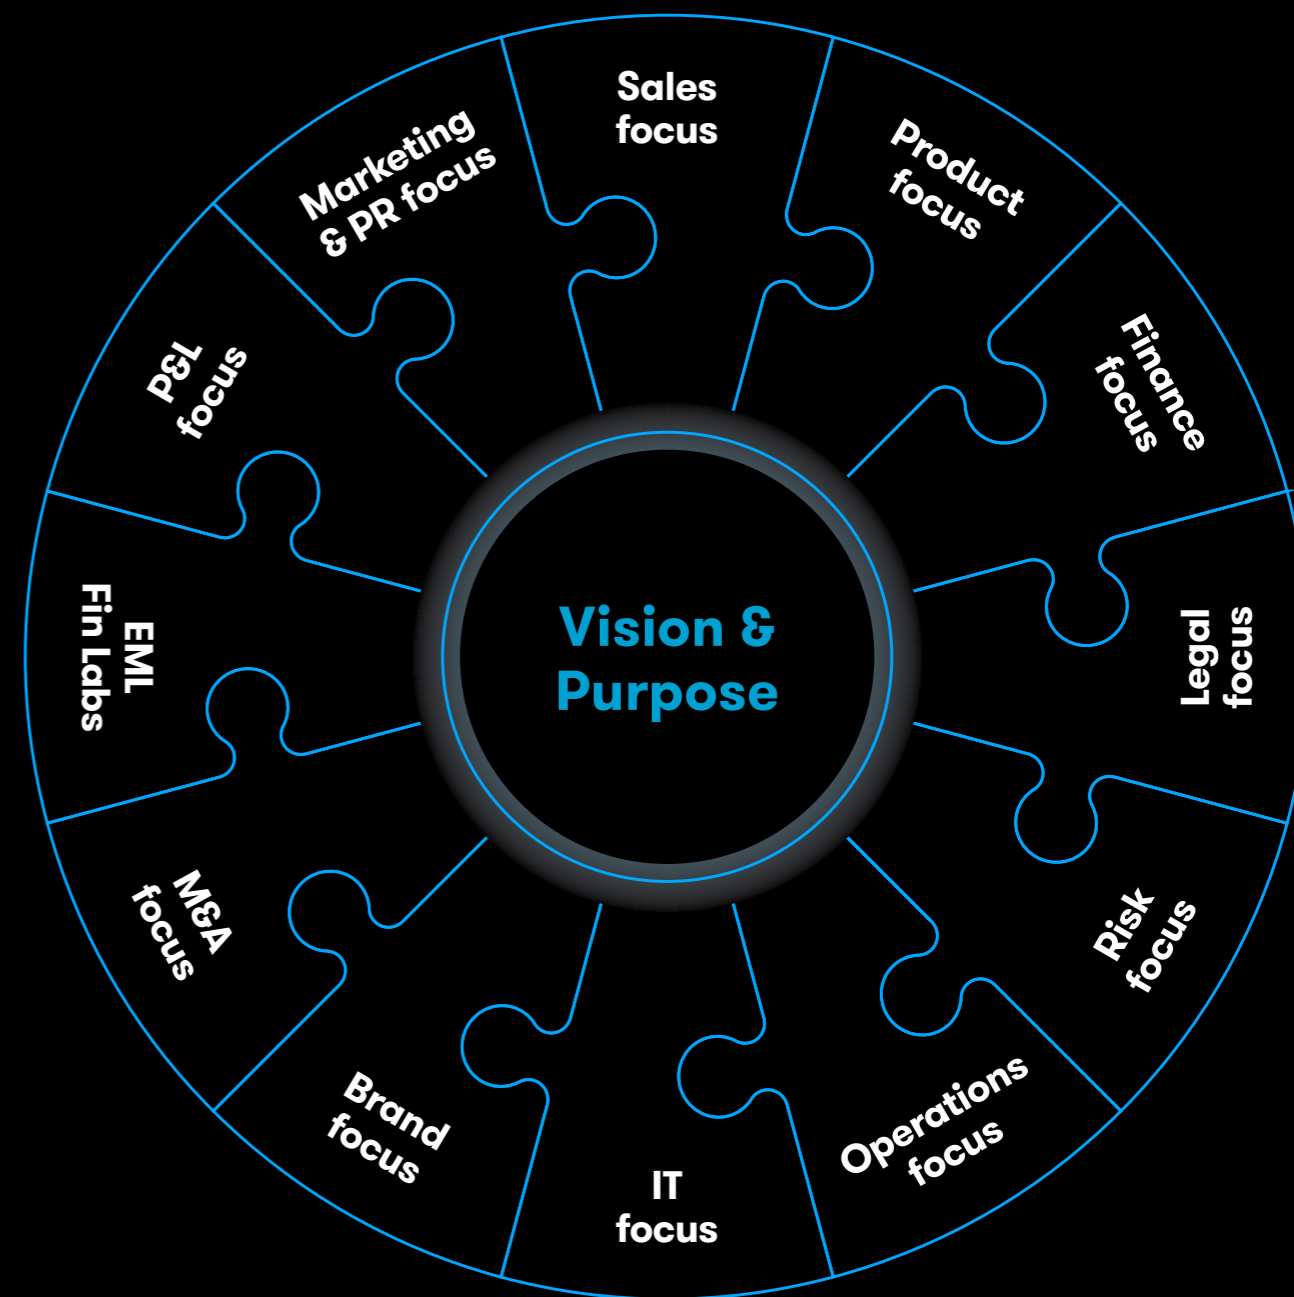 Sales
focus
Product
focus
Finance
focus
Legal
focus
Risk
focus
Operations
focus
IT
focus
Brand
focus
M&A
focus
EML
Fin Labs
P&L
focus
Marketing
& PR focus
Vision &
Purpose